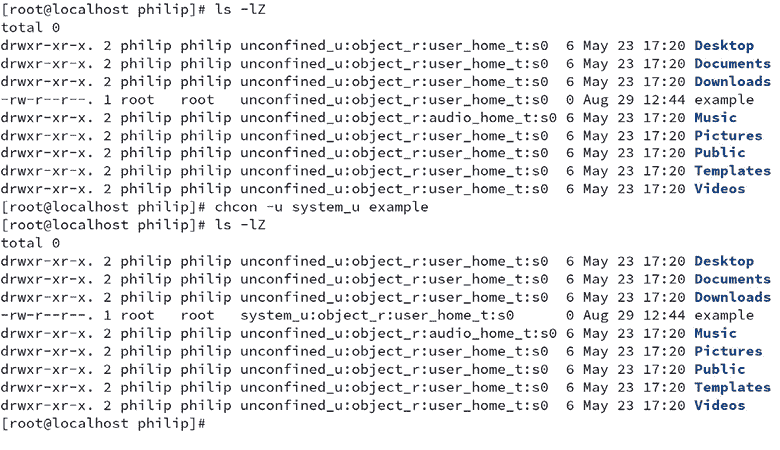 [root@localhost philip]# ls -lZ
total 0
drwxr-xr-x. 2 philip philip unconfined_u:object_r:user_home_t:s0  6 May 23 17:20 Desktop
drwxr-xr-x. 2 philip philip unconfined_u:object_r:user_home_t:s0  6 May 23 17:20 Documents
drwxr-xr-x. 2 philip philip unconfined_u:object_r:user_home_t:s0  6 May 23 17:20 Downloads
-rw-r--r--. 1 root   root   unconfined_u:object_r:user_home_t:s0  0 Aug 29 12:44 example
drwxr-xr-x. 2 philip philip unconfined_u:object_r:audio_home_t:s0 6 May 23 17:20 Music
drwxr-xr-x. 2 philip philip unconfined_u:object_r:user_home_t:s0  6 May 23 17:20 Pictures
drwxr-xr-x. 2 philip philip unconfined_u:object_r:user_home_t:s0  6 May 23 17:20 Public
drwxr-xr-x. 2 philip philip unconfined_u:object_r:user_home_t:s0  6 May 23 17:20 Templates
drwxr-xr-x. 2 philip philip unconfined_u:object_r:user_home_t:s0  6 May 23 17:20 Videos
[root@localhost philip]# chcon -u system_u example
[root@localhost philip]# ls -lZ
total 0
drwxr-xr-x. 2 philip philip unconfined_u:object_r:user_home_t:s0  6 May 23 17:20 Desktop
drwxr-xr-x. 2 philip philip unconfined_u:object_r:user_home_t:s0  6 May 23 17:20 Documents
drwxr-xr-x. 2 philip philip unconfined_u:object_r:user_home_t:s0  6 May 23 17:20 Downloads
-rw-r--r--. 1 root   root   system_u:object_r:user_home_t:s0      0 Aug 29 12:44 example
drwxr-xr-x. 2 philip philip unconfined_u:object_r:audio_home_t:s0 6 May 23 17:20 Music
drwxr-xr-x. 2 philip philip unconfined_u:object_r:user_home_t:s0  6 May 23 17:20 Pictures
drwxr-xr-x. 2 philip philip unconfined_u:object_r:user_home_t:s0  6 May 23 17:20 Public
drwxr-xr-x. 2 philip philip unconfined_u:object_r:user_home_t:s0  6 May 23 17:20 Templates
drwxr-xr-x. 2 philip philip unconfined_u:object_r:user_home_t:s0  6 May 23 17:20 Videos
[root@localhost philip]#